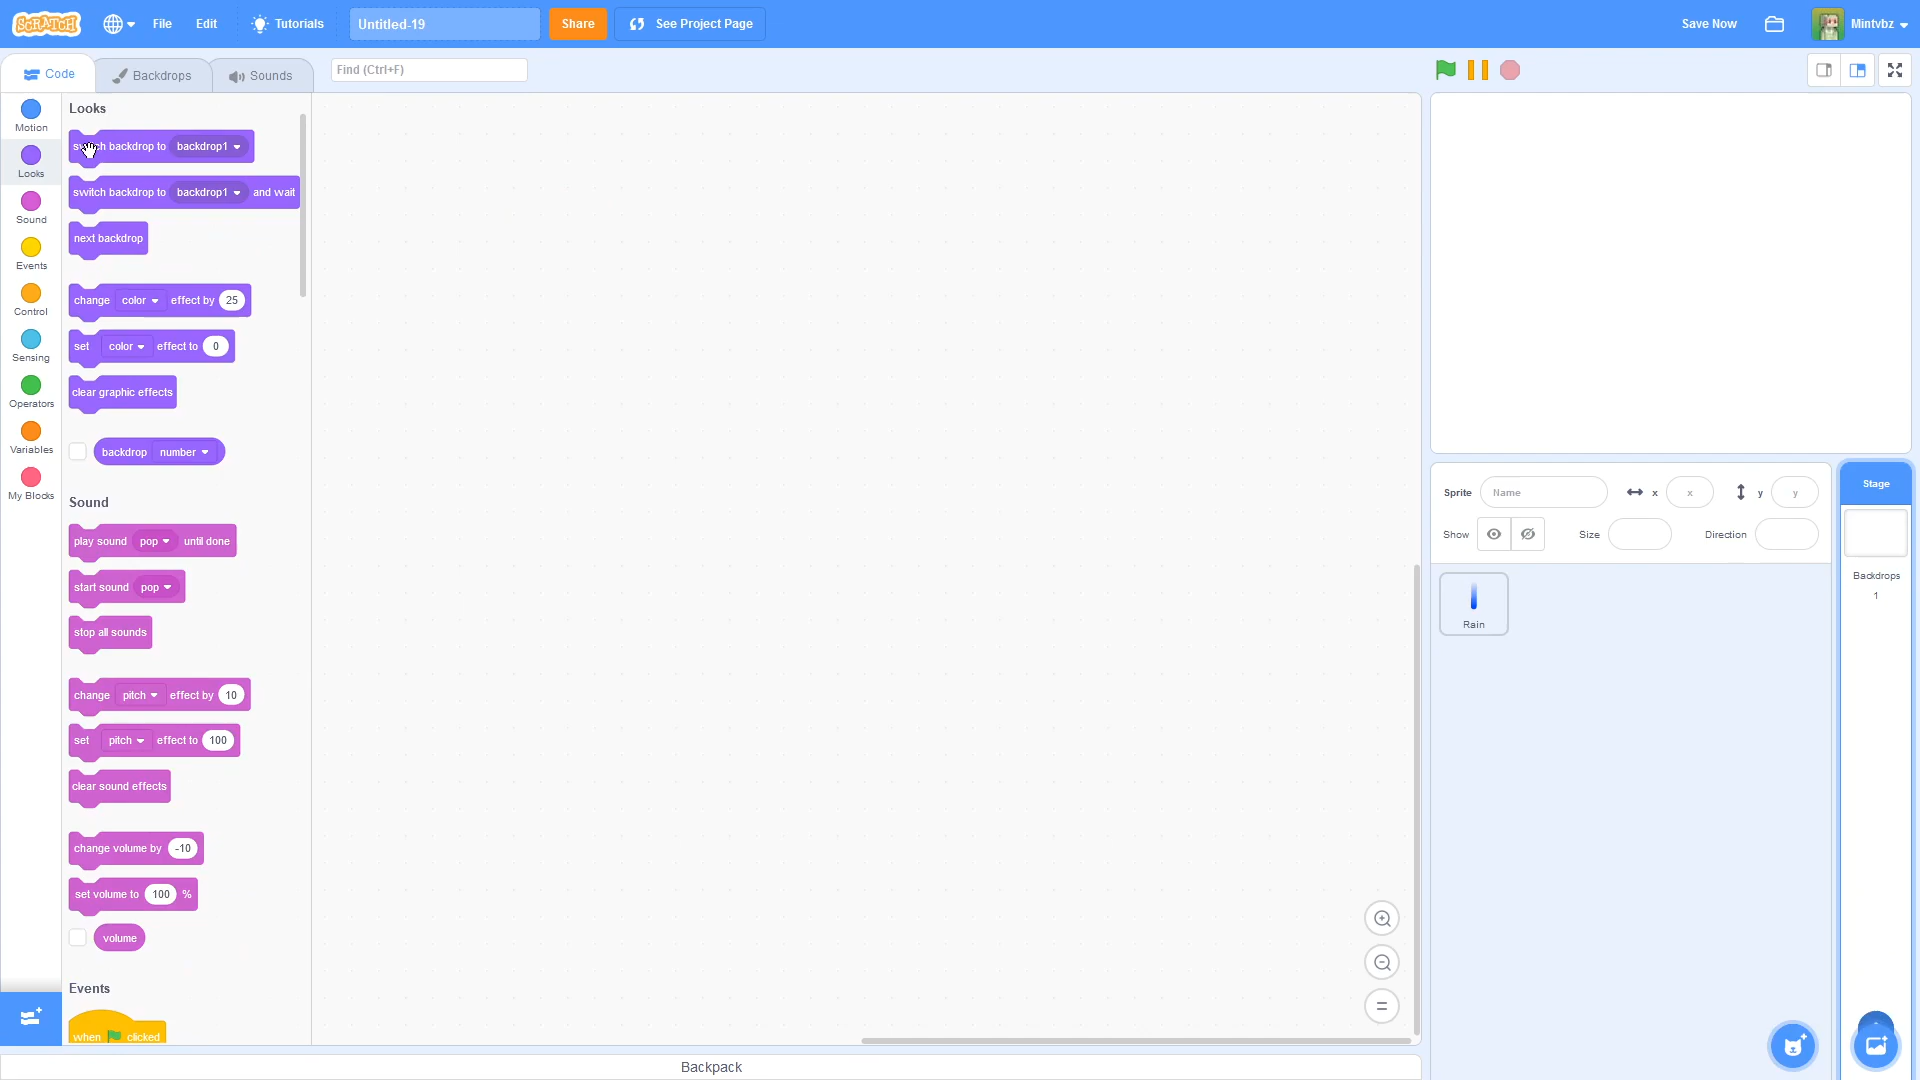 SCRATCH File Edit Tutorials Untitled-19 Share See Project Page Save Now Mintvbz
Code Backdrops Sounds Find (Ctrl+F)
Motion
Looks
Sound
Events
Control
Sensing
Operators
Variables
My Blocks
Looks
switch backdrop to backdrop1
switch backdrop to backdrop1 and wait
next backdrop
change color effect by 25
set color effect to 0
clear graphic effects
backdrop number
Sound
play sound pop until done
start sound pop
stop all sounds
change pitch effect by 10
set pitch effect to 100
clear sound effects
change volume by -10
set volume to 100 %
volume
Events
when clicked
Backpack
Sprite Name x x y y
Show Size Direction
Rain
Stage
Backdrops
1